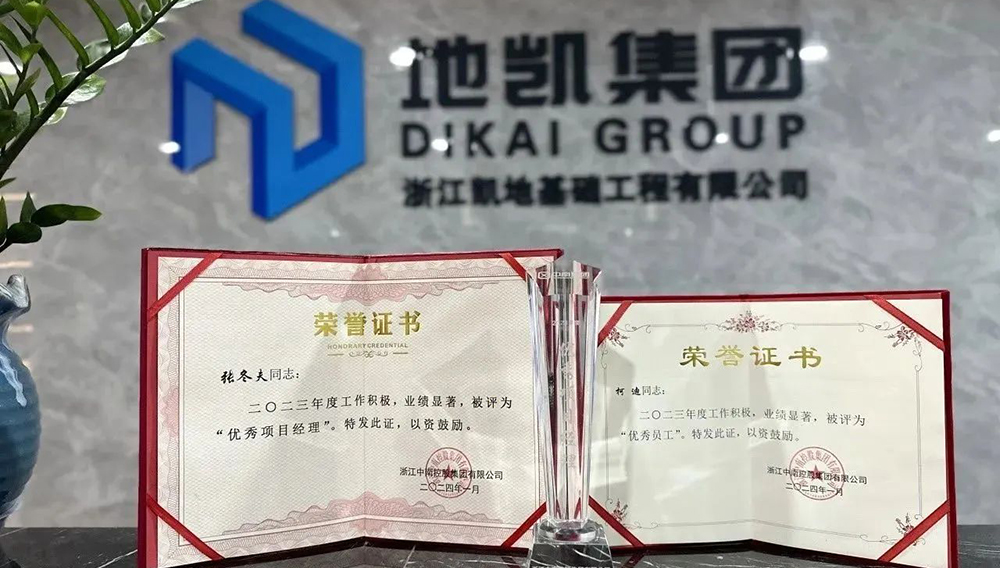 地凯集团
DIKAI GROUP
浙江凯地基础工程有限公司
荣誉证书
HONORARY CREDENTIAL
张冬夫同志：
二〇二三年度工作积极，业绩显著，被评为
“优秀项目经理”。特发此证，以资鼓励。
浙江中南控股集团有限公司
二〇二四年一月
中南集团
荣誉证书
柯迪同志：
二〇二三年度工作积极，业绩显著，被评为
“优秀员工”。特发此证，以资鼓励。
浙江中南控股集团有限公司
二〇二四年一月